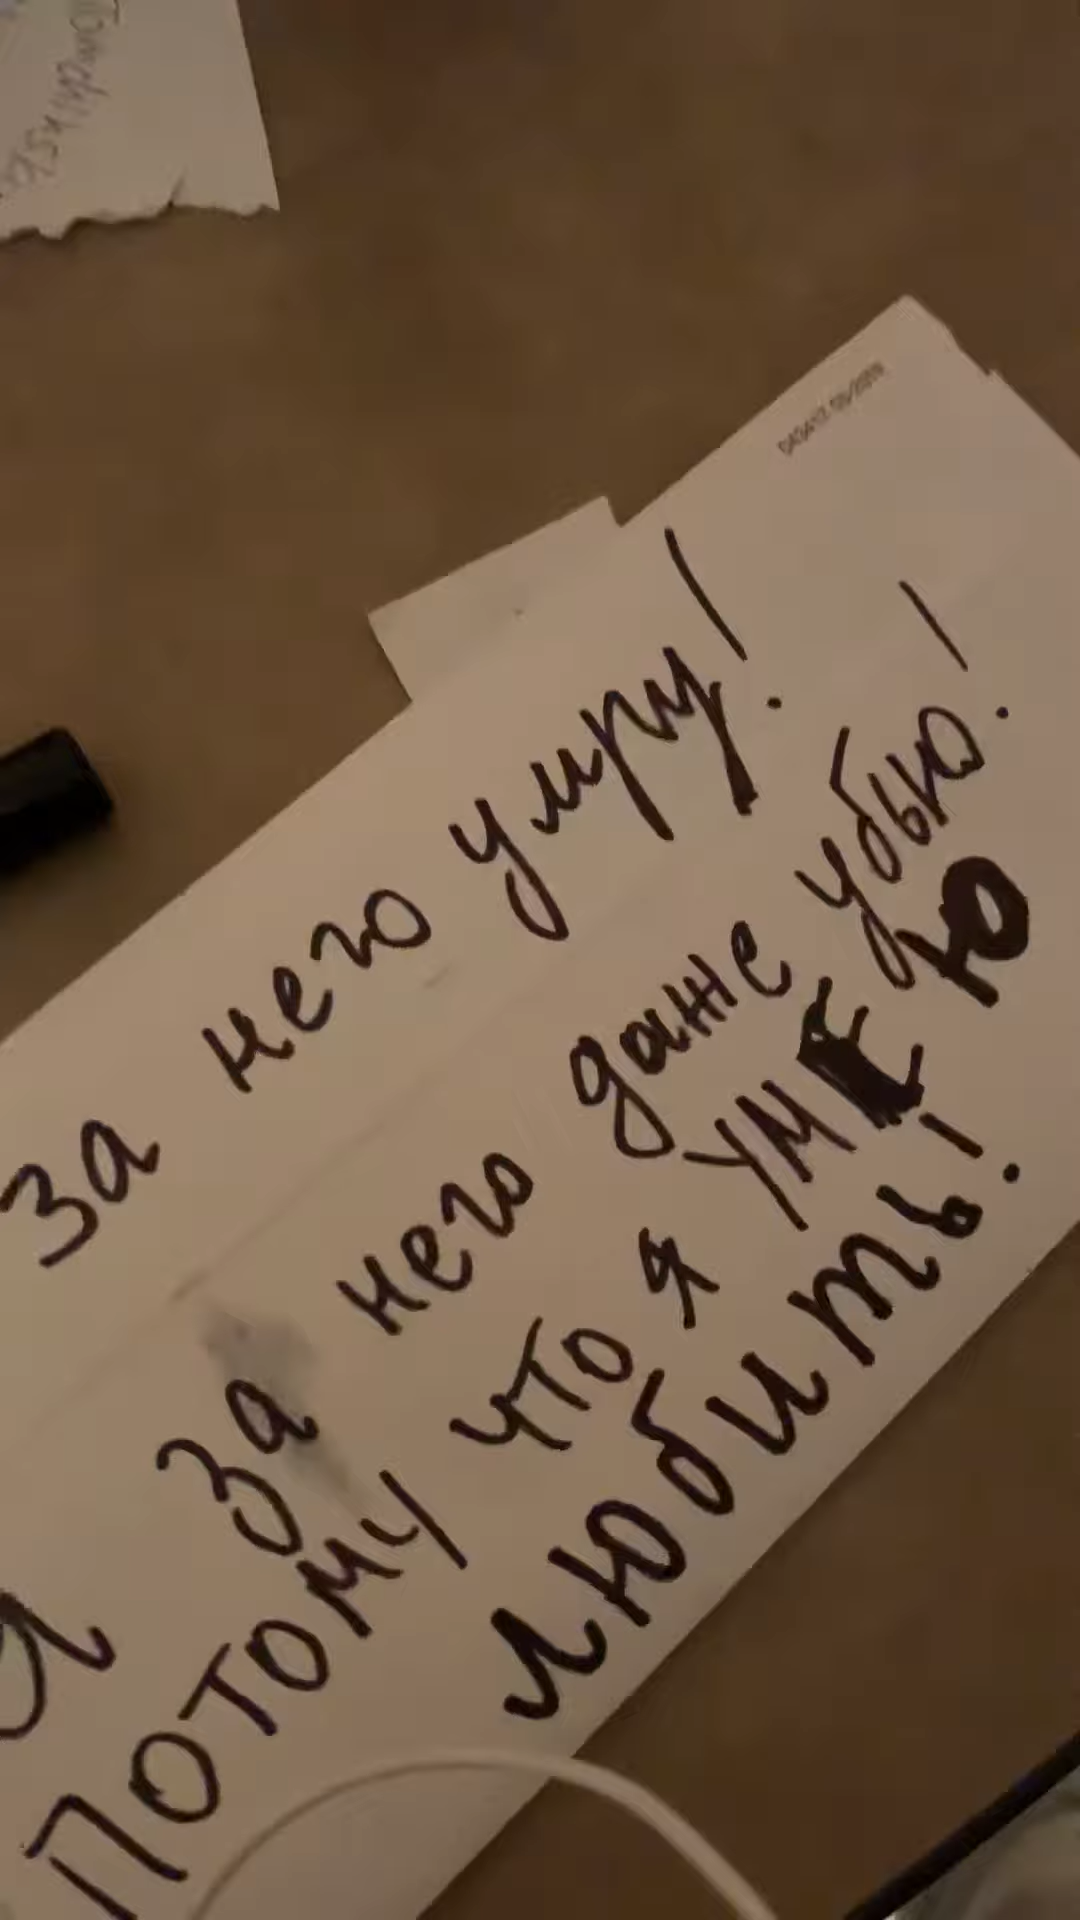 за него умру!
я за него даже убью!
потому что я УМЕЮ
любить!